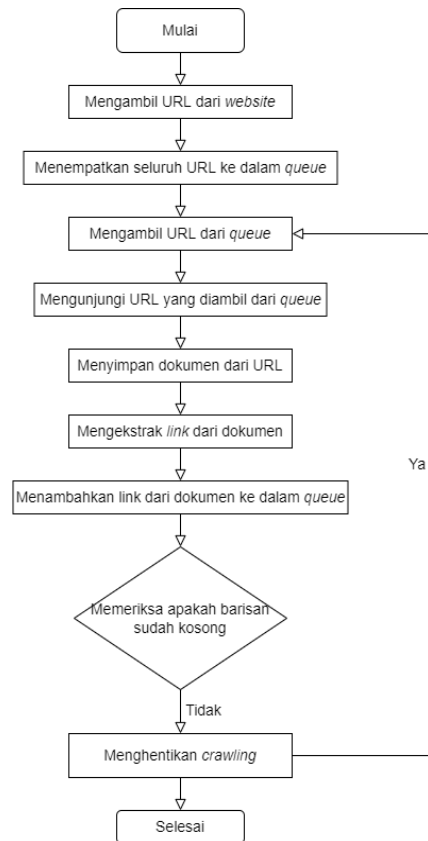 Mulai
Mengambil URL dari website
Menempatkan seluruh URL ke dalam queue
Mengambil URL dari queue
Mengunjungi URL yang diambil dari queue
Menyimpan dokumen dari URL
Mengekstrak link dari dokumen
Ya
Menambahkan link dari dokumen ke dalam queue
Memeriksa apakah barisan
sudah kosong
Tidak
Menghentikan crawling
Selesai